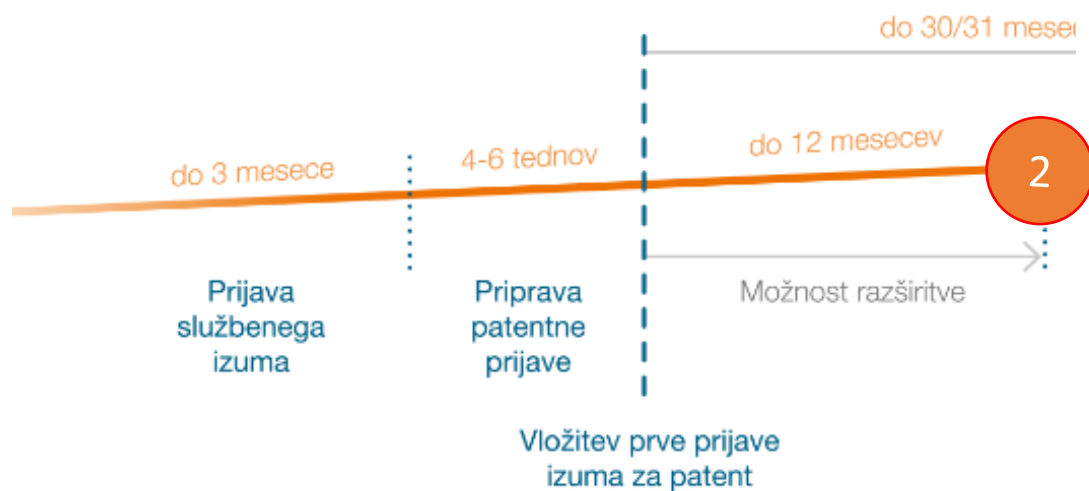 do 30/31 mesec
do 3 mesece
4-6 tednov
do 12 mesecev
2
Prijava
službenega
izuma
Priprava
patentne
prijave
Možnost razširitve
Vložitev prve prijave
izuma za patent